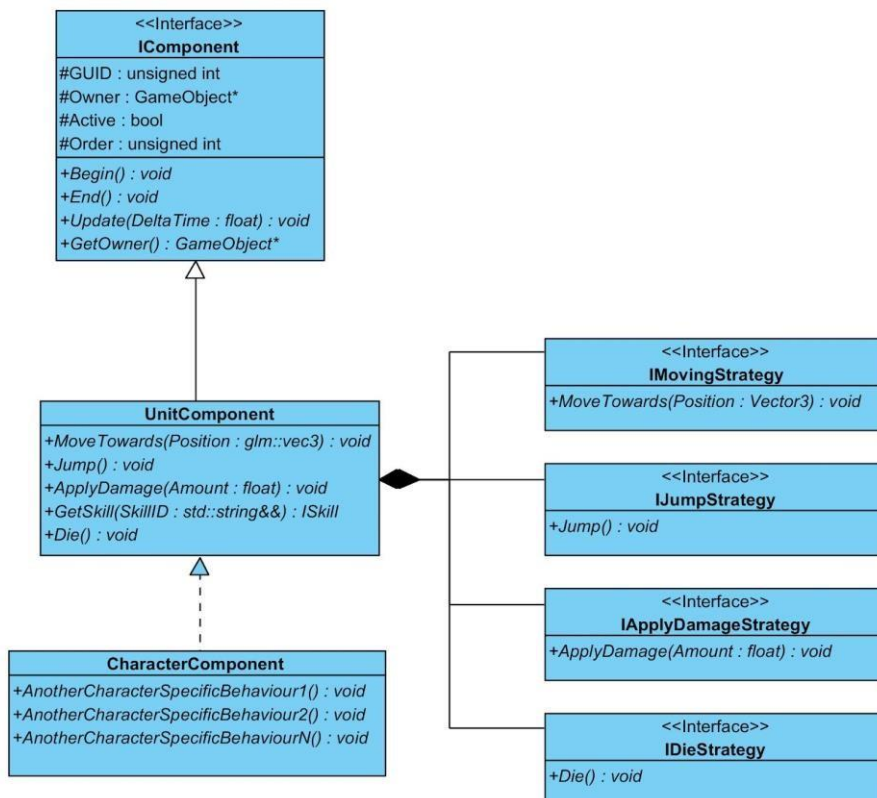 <<Interface>>
IComponent
#GUID : unsigned int
#Owner : GameObject*
#Active : bool
#Order : unsigned int
+Begin() : void
+End() : void
+Update(DeltaTime : float) : void
+GetOwner() : GameObject*
UnitComponent
+MoveTowards(Position : glm::vec3) : void
+Jump() : void
+ApplyDamage(Amount : float) : void
+GetSkill(SkillID : std::string&&) : ISkill
+Die() : void
CharacterComponent
+AnotherCharacterSpecificBehaviour1() : void
+AnotherCharacterSpecificBehaviour2() : void
+AnotherCharacterSpecificBehaviourN() : void
<<Interface>>
IMovingStrategy
+MoveTowards(Position : Vector3) : void
<<Interface>>
IJumpStrategy
+Jump() : void
<<Interface>>
IApplyDamageStrategy
+ApplyDamage(Amount : float) : void
<<Interface>>
IDieStrategy
+Die() : void